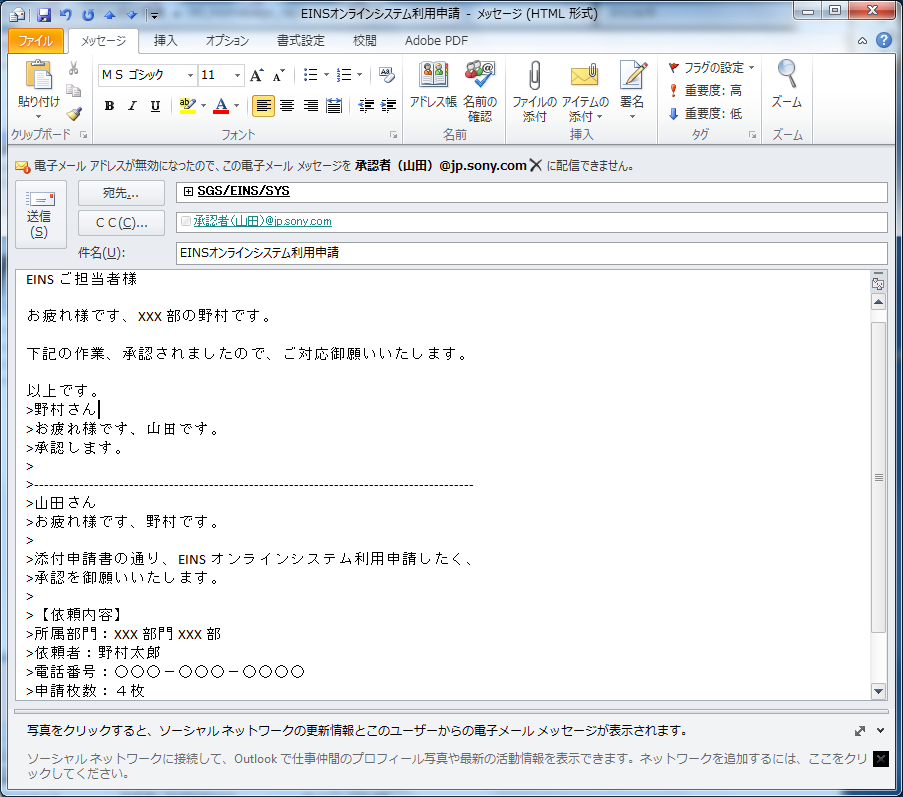 EINSオンラインシステム利用申請 - メッセージ (HTML 形式)
ファイル メッセージ 挿入 オプション 書式設定 校閲 Adobe PDF
ＭＳ ゴシック 11
貼り付け
B I U
クリップボード
フォント
アドレス帳 名前の確認
名前
ファイルの添付 アイテムの添付 署名
挿入
フラグの設定
重要度: 高
重要度: 低
タグ
ズーム
ズーム
電子メール アドレスが無効になったので、この電子メール メッセージを 承認者（山田）@jp.sony.com に配信できません。
送信(S)
宛先... SGS/EINS/SYS
ＣＣ(C)... 承認者（山田）@jp.sony.com
件名(U): EINSオンラインシステム利用申請
EINS ご担当者様
お疲れ様です、XXX 部の野村です。
下記の作業、承認されましたので、ご対応御願いいたします。
以上です。
>野村さん
>お疲れ様です、山田です。
>承認します。
>
>---------------------------------------------------------------------------------------
>山田さん
>お疲れ様です、野村です。
>
>添付申請書の通り、EINS オンラインシステム利用申請したく、
>承認を御願いいたします。
>
>【依頼内容】
>所属部門：XXX 部門 XXX 部
>依頼者：野村太郎
>電話番号：〇〇〇－〇〇〇－〇〇〇〇
>申請枚数：４枚
写真をクリックすると、ソーシャル ネットワークの更新情報とこのユーザーからの電子メール メッセージが表示されます。
ソーシャル ネットワークに接続して、Outlook で仕事仲間のプロフィール写真や最新の活動情報を表示できます。ネットワークを追加するには、ここをクリ
ックしてください。